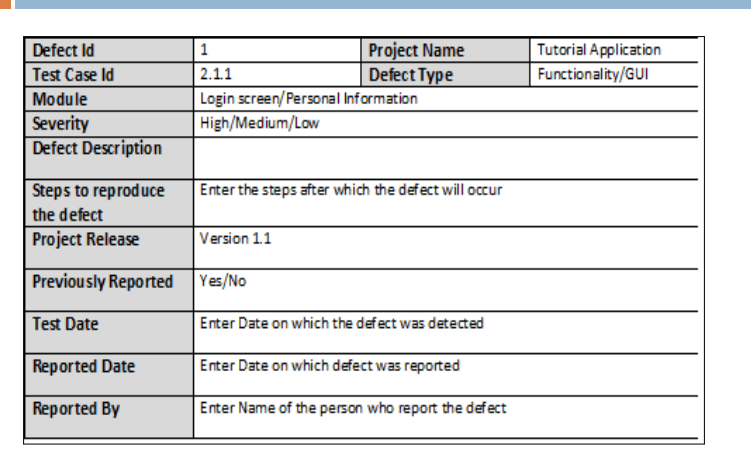 Defect Id 1 Project Name Tutorial Application
Test Case Id 2.1.1 Defect Type Functionality/GUI
Module Login screen/Personal Information
Severity High/Medium/Low
Defect Description
Steps to reproduce Enter the steps after which the defect will occur
the defect
Project Release Version 1.1
Previously Reported Yes/No
Test Date Enter Date on which the defect was detected
Reported Date Enter Date on which defect was reported
Reported By Enter Name of the person who report the defect